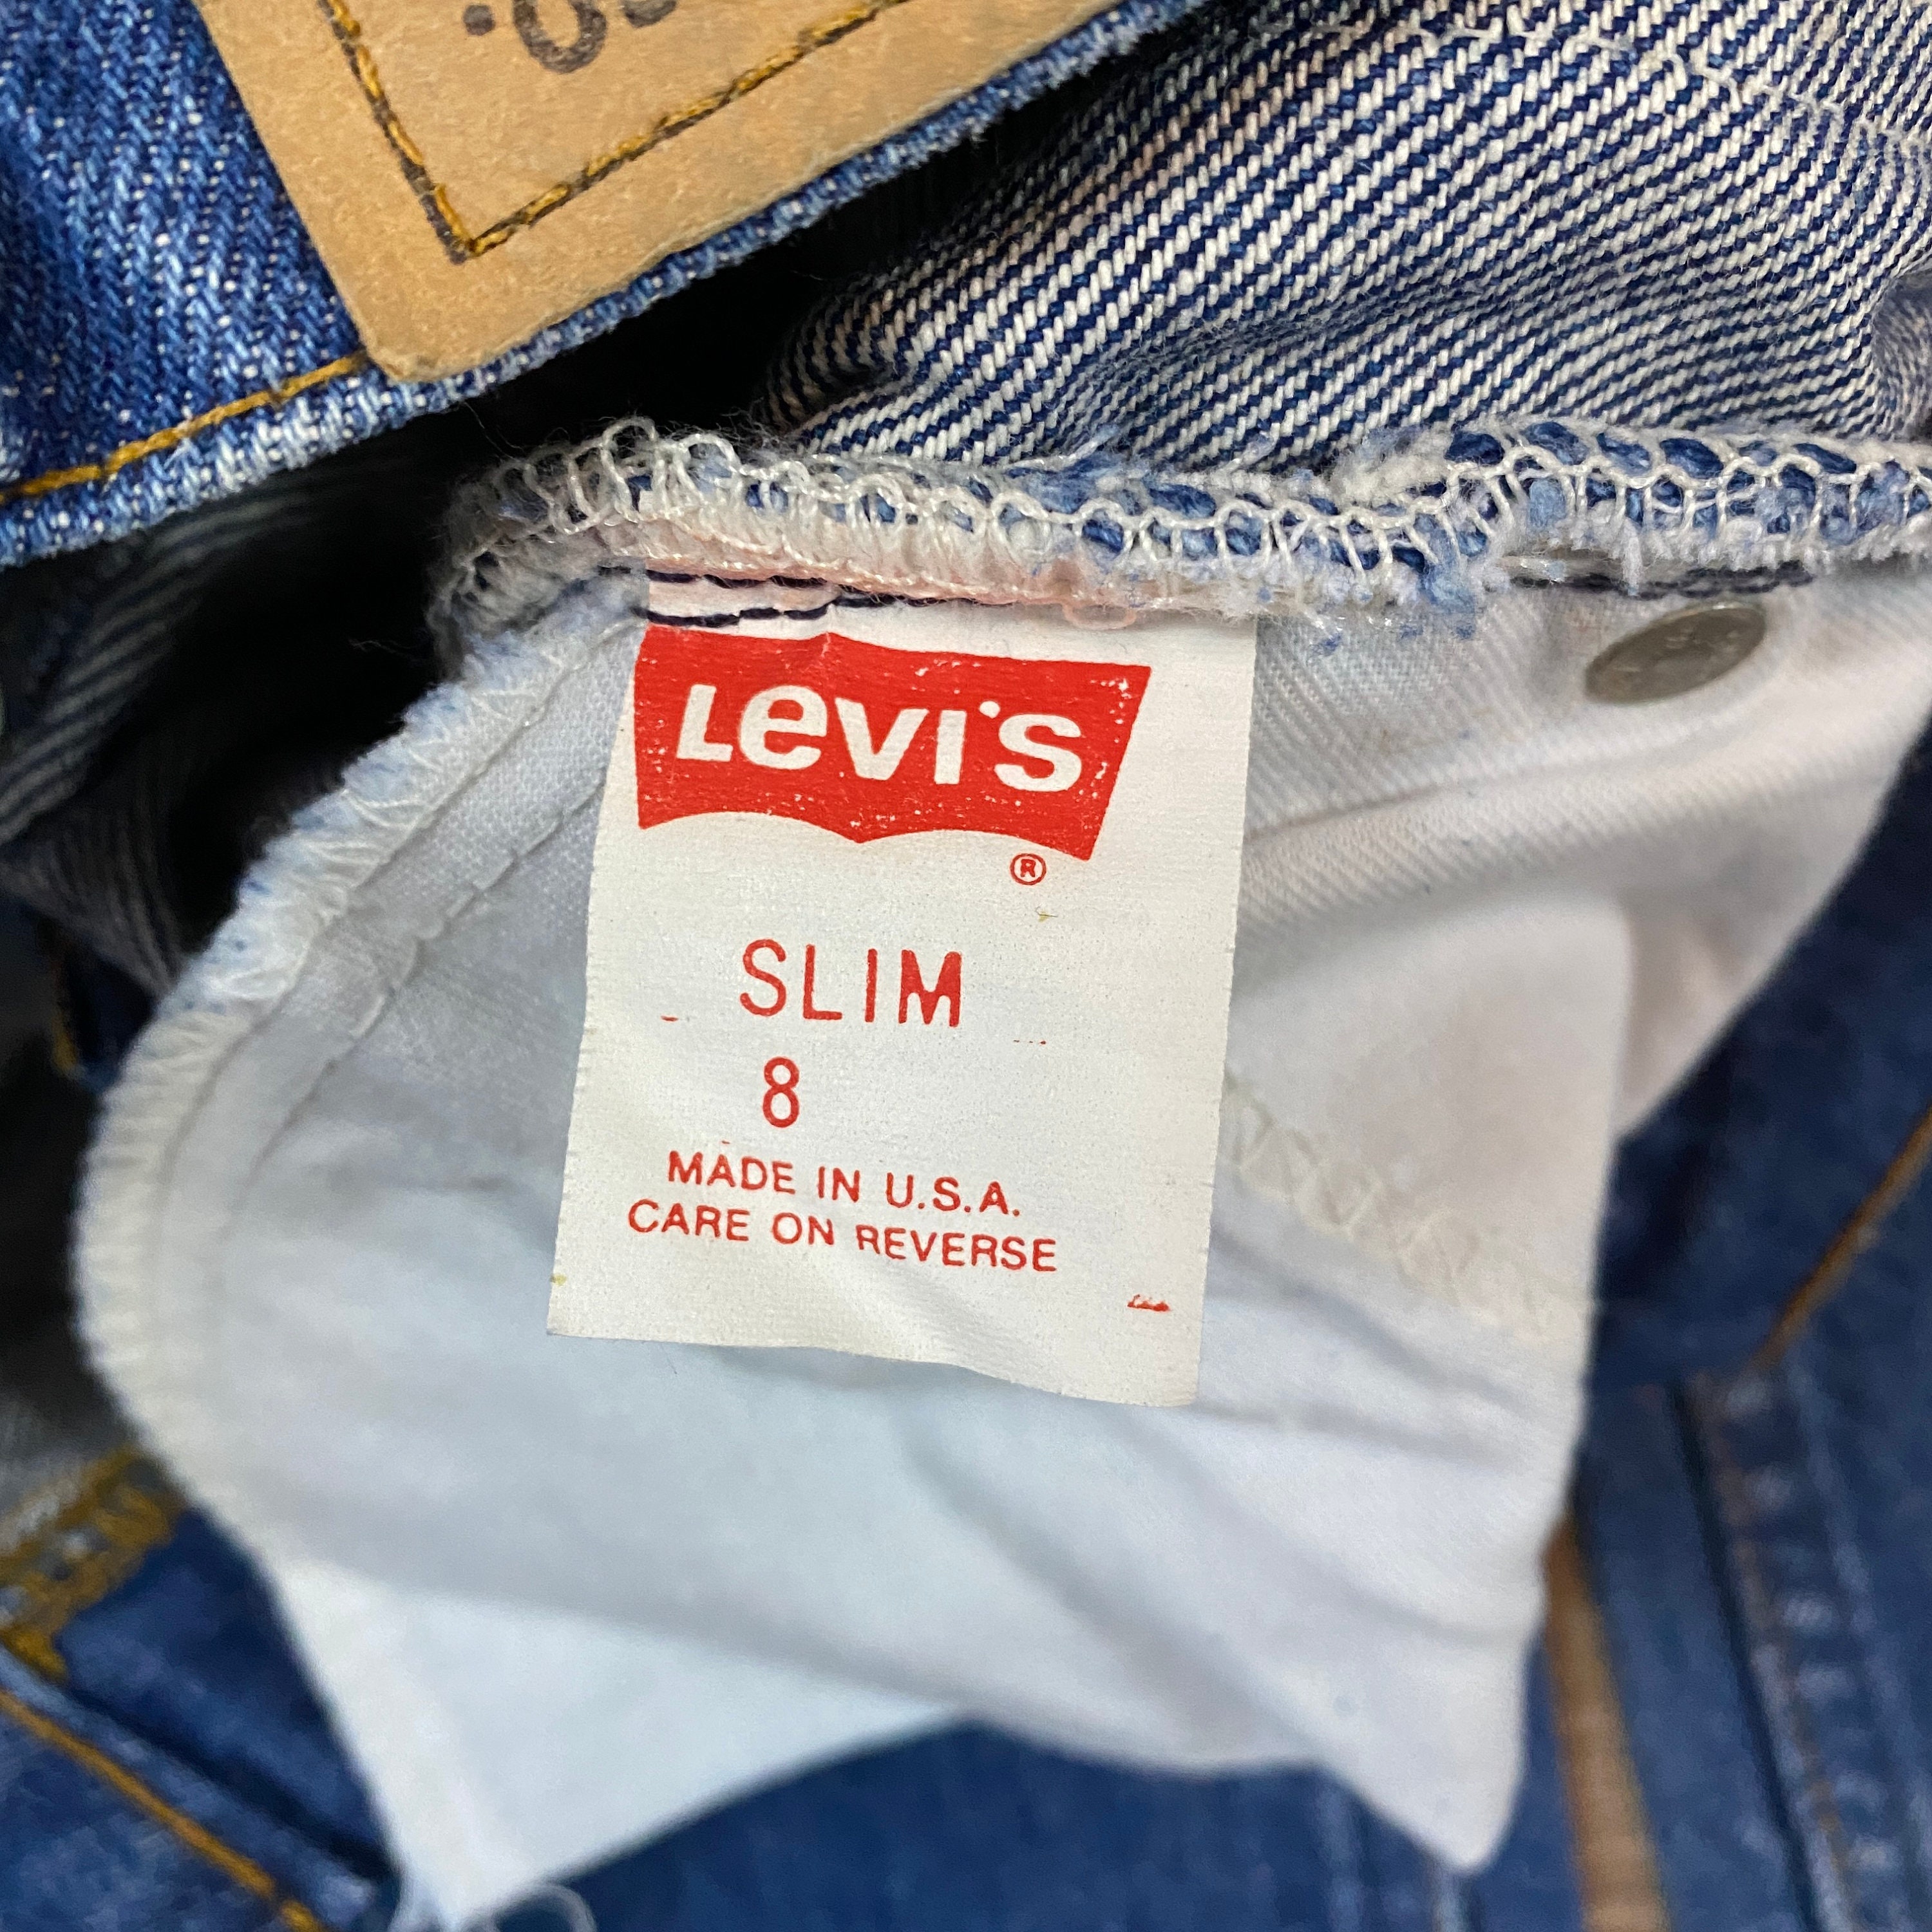 Levi's
®
SLIM
8
MADE IN U.S.A.
CARE ON REVERSE